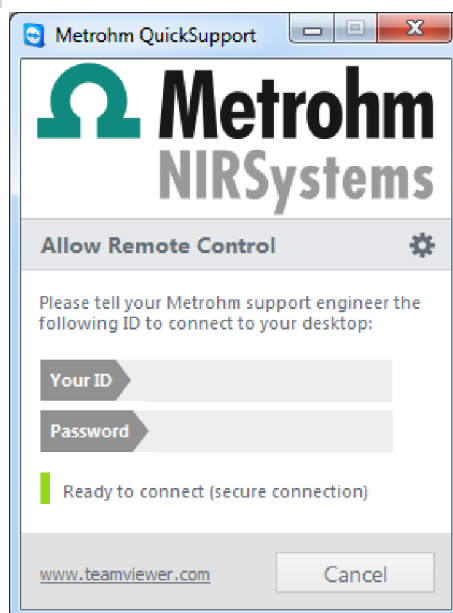 Metrohm QuickSupport
Metrohm
NIRSystems
Allow Remote Control
Please tell your Metrohm support engineer the
following ID to connect to your desktop:
Your ID
Password
Ready to connect (secure connection)
www.teamviewer.com
Cancel